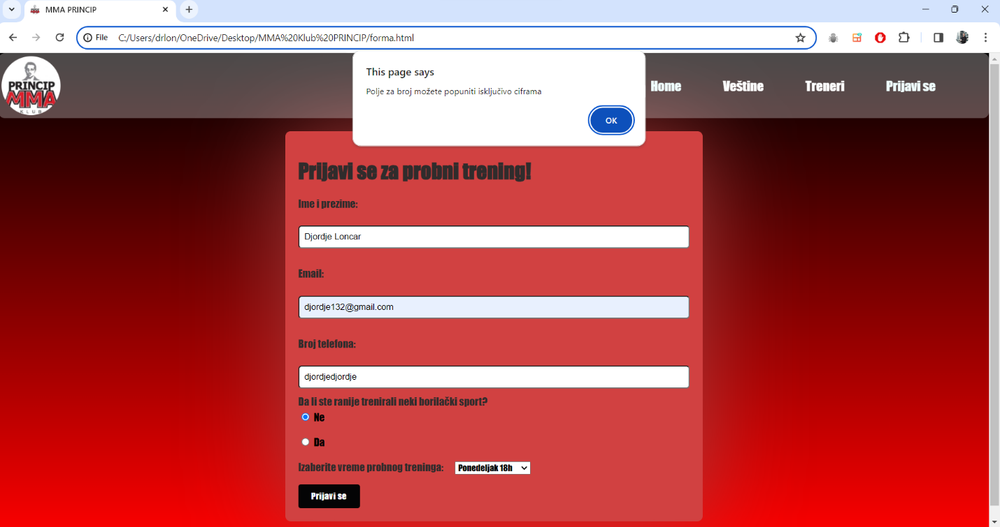 MMA PRINCIP
File
C:/Users/drlon/OneDrive/Desktop/MMA%20Klub%20PRINCIP/forma.html
This page says
Polje za broj možete popuniti isključivo ciframa
OK
PRINCIP
MMA
KLUB
Home
Veštine
Treneri
Prijavi se
Prijavi se za probni trening!
Ime i prezime:
Djordje Loncar
Email:
djordje132@gmail.com
Broj telefona:
djordjedjordje
Da li ste ranije trenirali neki borilački sport?
Ne
Da
Izaberite vreme probnog treninga:
Ponedeljak 18h
Prijavi se